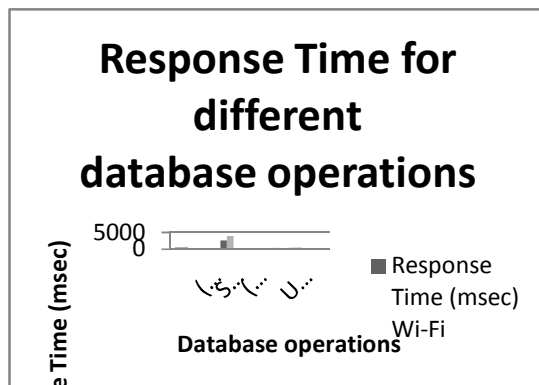 Response Time for
different
database operations
5000
0
(...
S...
(...
U...
Response
Time (msec)
Wi-Fi
Database operations
e Time (msec)